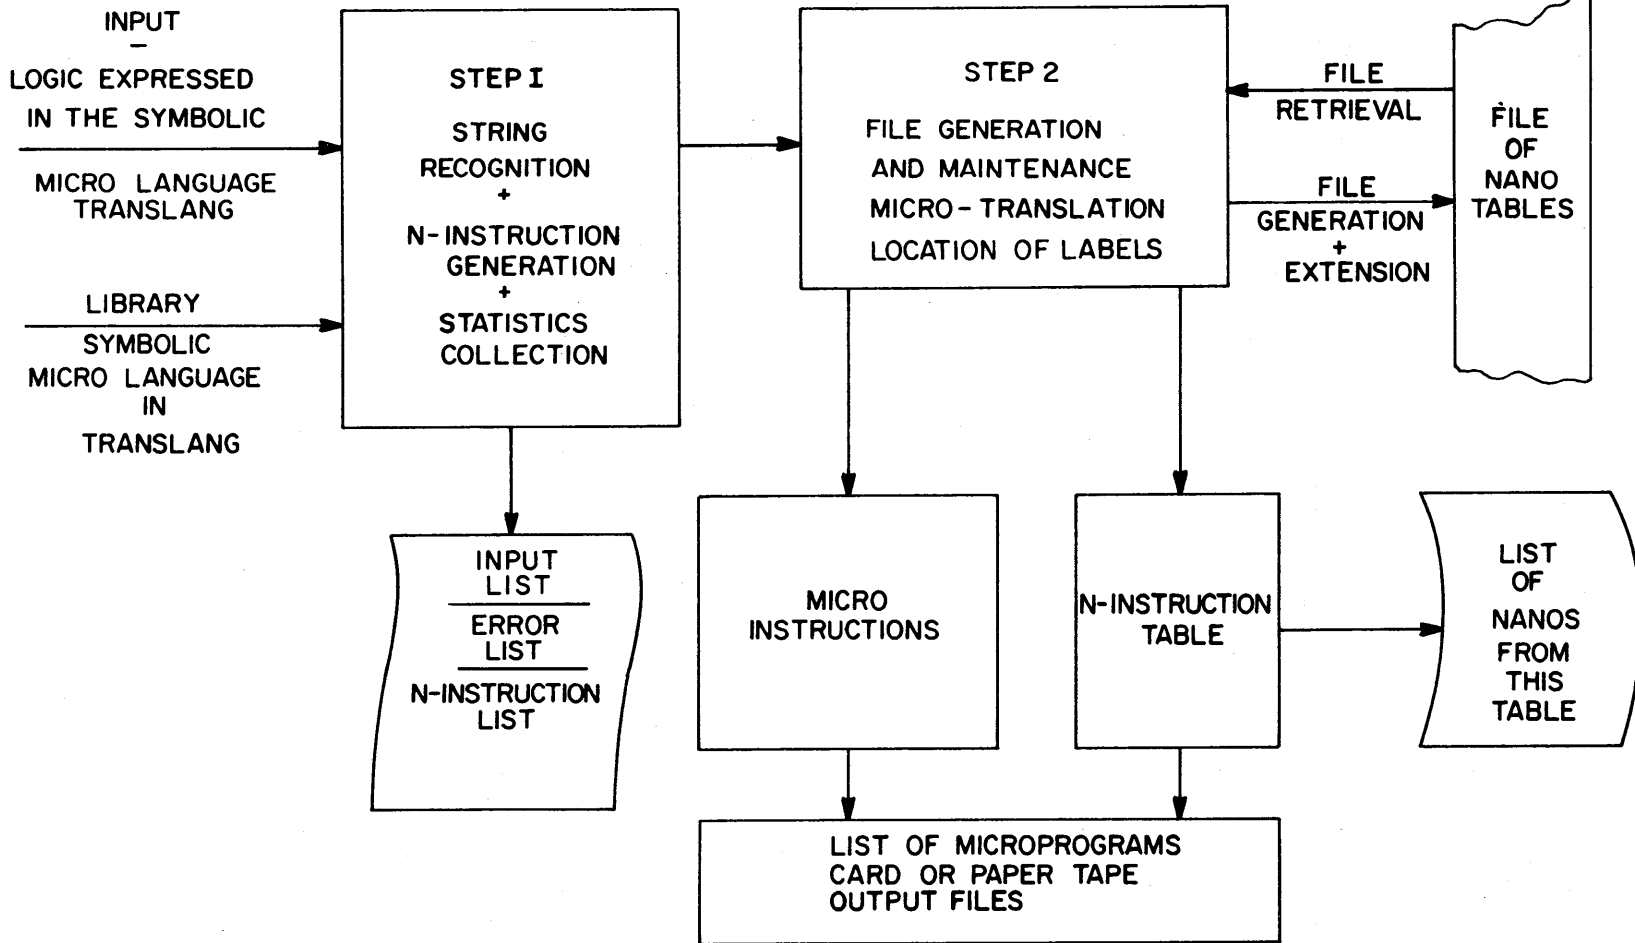 INPUT
–
LOGIC EXPRESSED
IN THE SYMBOLIC
MICRO LANGUAGE
TRANSLANG
LIBRARY
SYMBOLIC
MICRO LANGUAGE
IN
TRANSLANG
STEP I
STRING
RECOGNITION
+
N-INSTRUCTION
GENERATION
+
STATISTICS
COLLECTION
STEP 2
FILE GENERATION
AND MAINTENANCE
MICRO-TRANSLATION
LOCATION OF LABELS
FILE
RETRIEVAL
FILE
GENERATION
+
EXTENSION
FILE
OF
NANO
TABLES
INPUT
LIST
ERROR
LIST
N-INSTRUCTION
LIST
MICRO
INSTRUCTIONS
N-INSTRUCTION
TABLE
LIST
OF
NANOS
FROM
THIS
TABLE
LIST OF MICROPROGRAMS
CARD OR PAPER TAPE
OUTPUT FILES